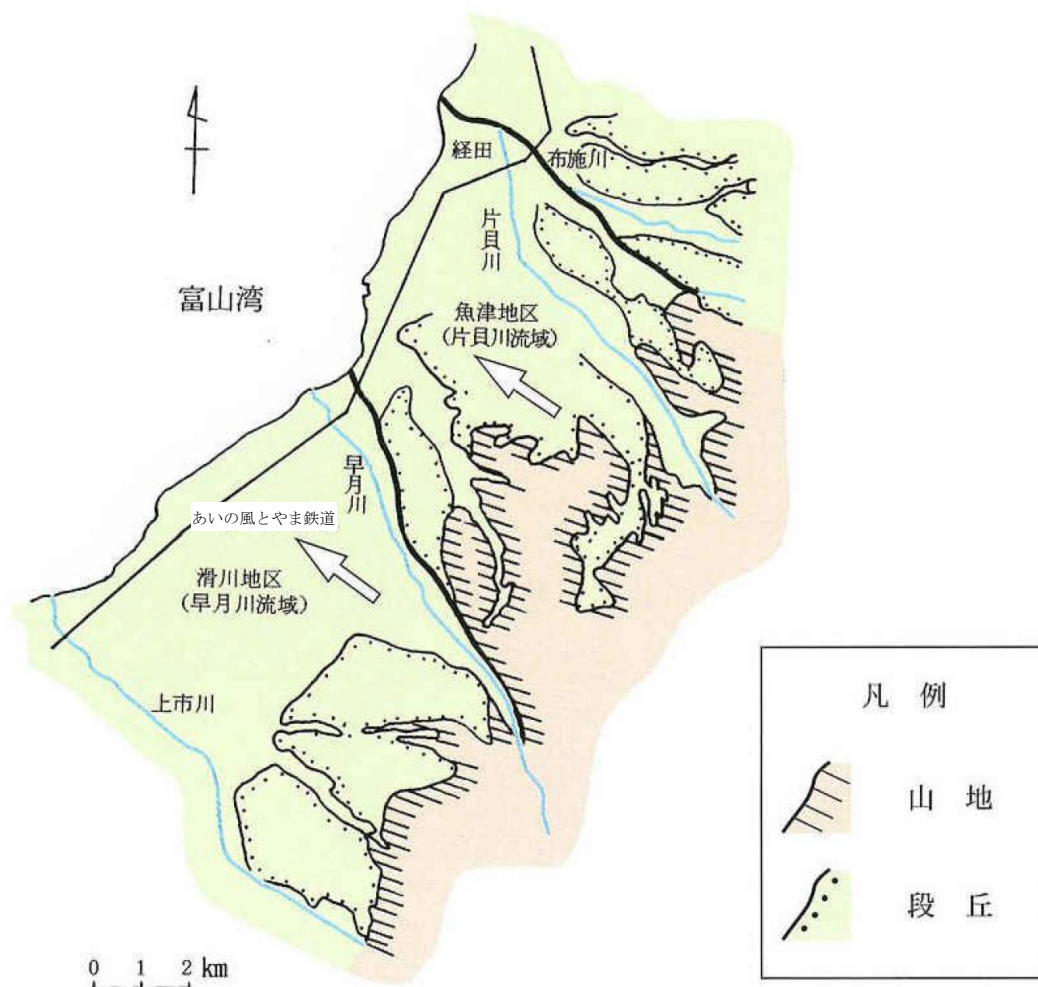 経田
布施川
片貝川
富山湾
魚津地区
(片貝川流域)
早月川
あいの風とやま鉄道
滑川地区
(早月川流域)
上市川
凡 例
山 地
段 丘
0 1 2 km